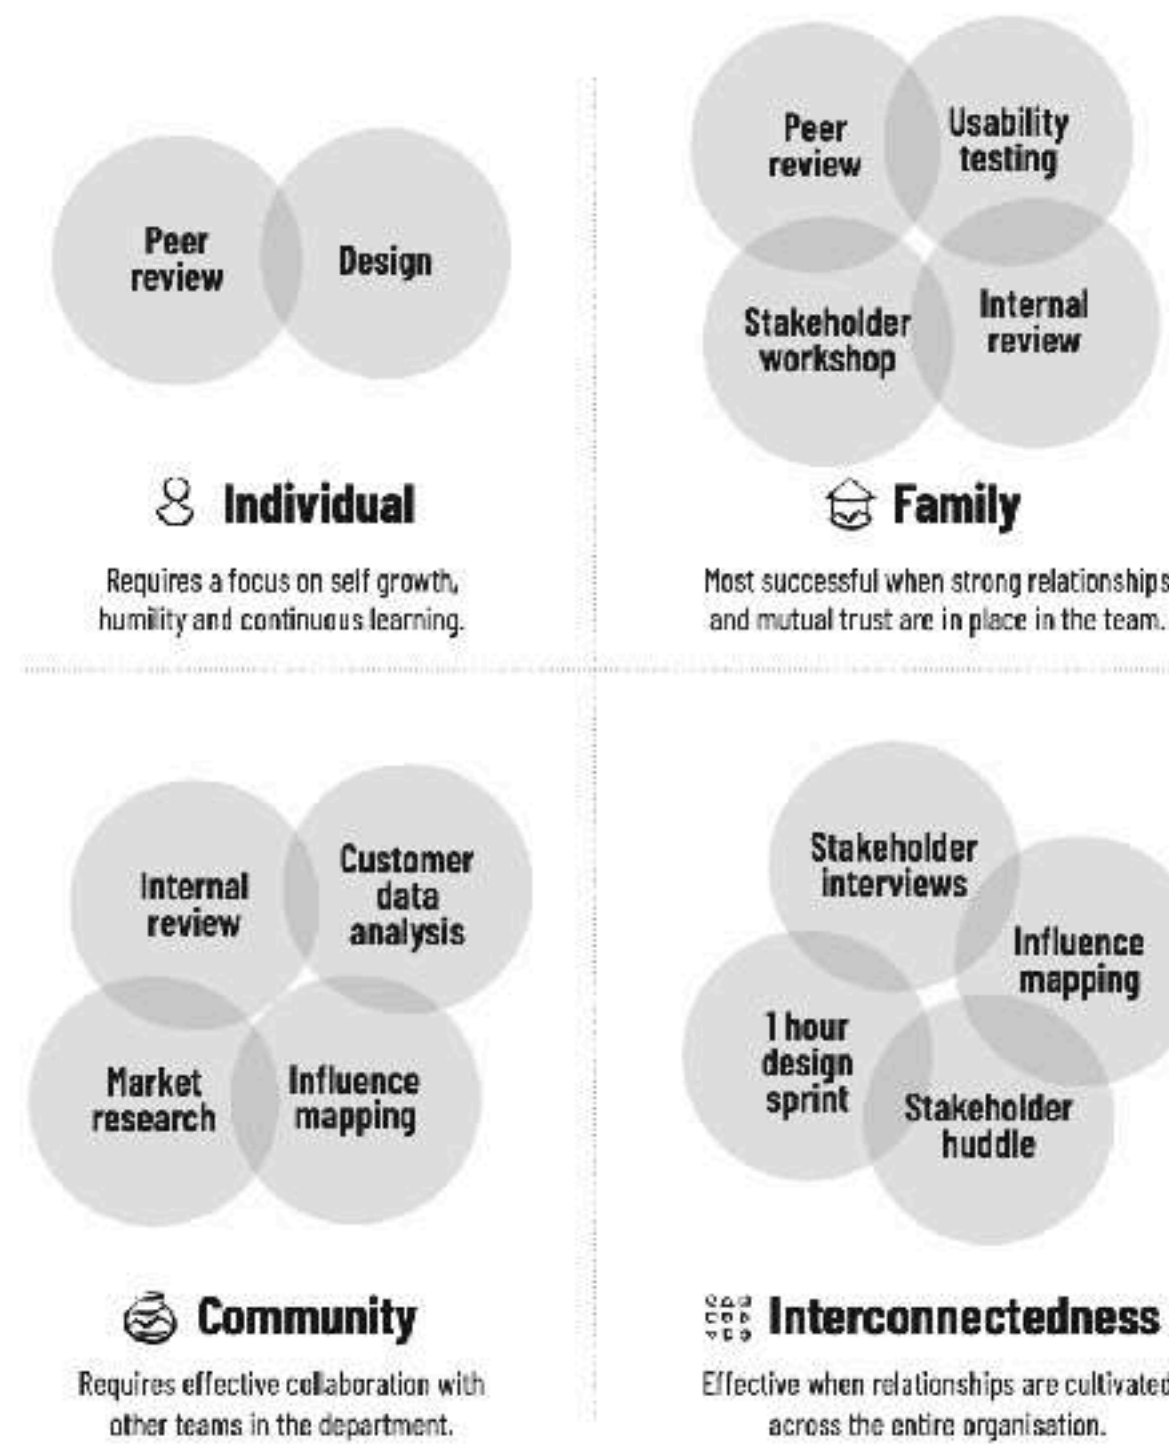 Peer
review
Design
Individual
Requires a focus on self growth,
humility and continuous learning.
Peer
review
Usability
testing
Stakeholder
workshop
Internal
review
Family
Most successful when strong relationships
and mutual trust are in place in the team.
Internal
review
Customer
data
analysis
Market
research
Influence
mapping
Community
Requires effective collaboration with
other teams in the department.
Stakeholder
interviews
Influence
mapping
1 hour
design
sprint
Stakeholder
huddle
Interconnectedness
Effective when relationships are cultivated
across the entire organisation.